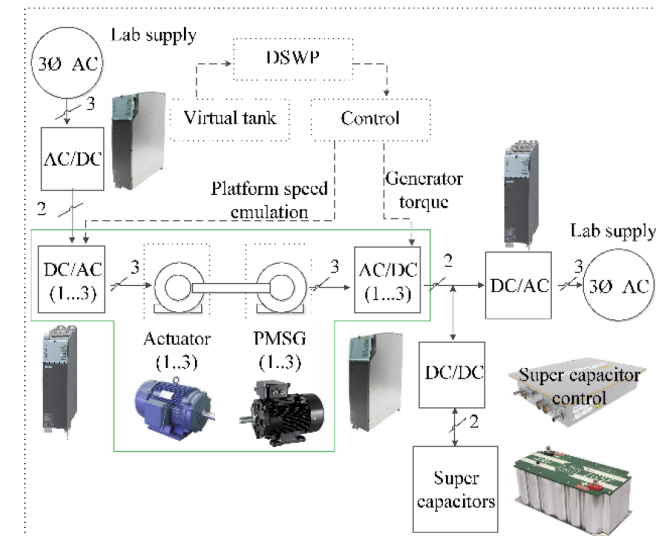 Lab supply
3Ø AC
DSWP
3
Virtual tank
Control
AC/DC
2
Platform speed
emulation
Generator
torque
Lab supply
DC/AC
(1...3)
3
3
AC/DC
(1...3)
2
DC/AC
3
3Ø AC
Actuator
(1..3)
PMSG
(1..3)
DC/DC
Super capacitor
control
2
Super
capacitors